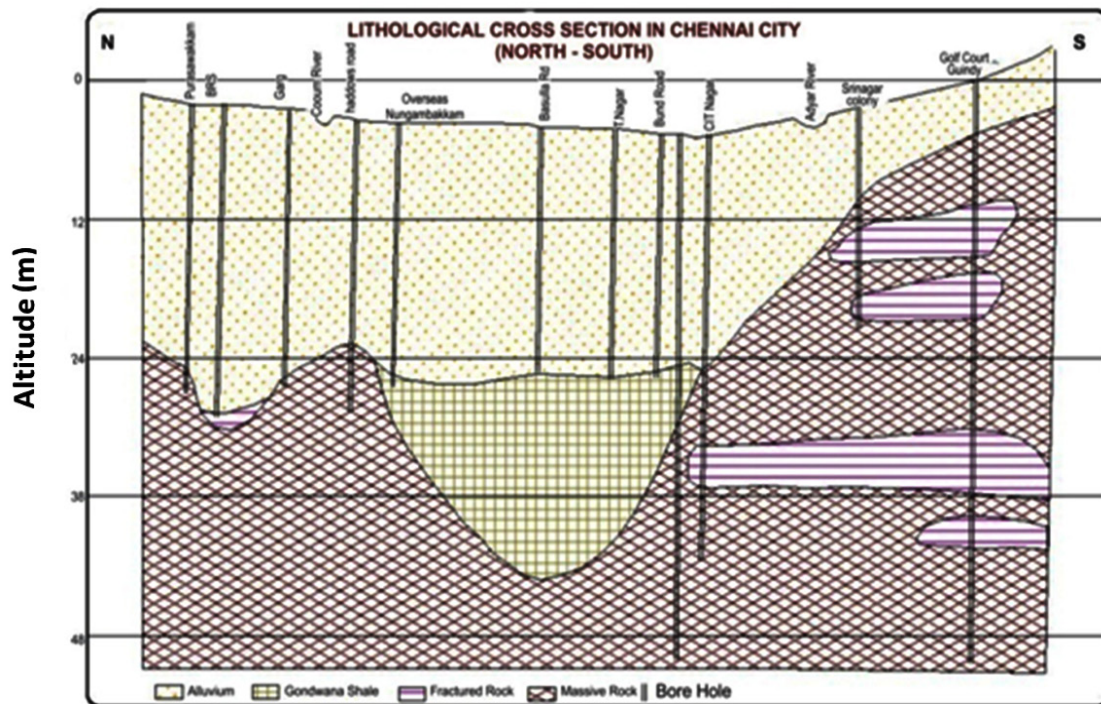 LITHOLOGICAL CROSS SECTION IN CHENNAI CITY
(NORTH - SOUTH)
N
S
Purasawakkam
BRS
Garg
Cooum River
haddows road
Overseas
Nungambakkam
Basulla Rd
T.Nagar
Bund Road
CIT Nagar
Adyar River
Srinagar
colony
Golf Court
Guindy
Altitude (m)
0
12
24
38
48
Alluvium
Gondwana Shale
Fractured Rock
Massive Rock
Bore Hole